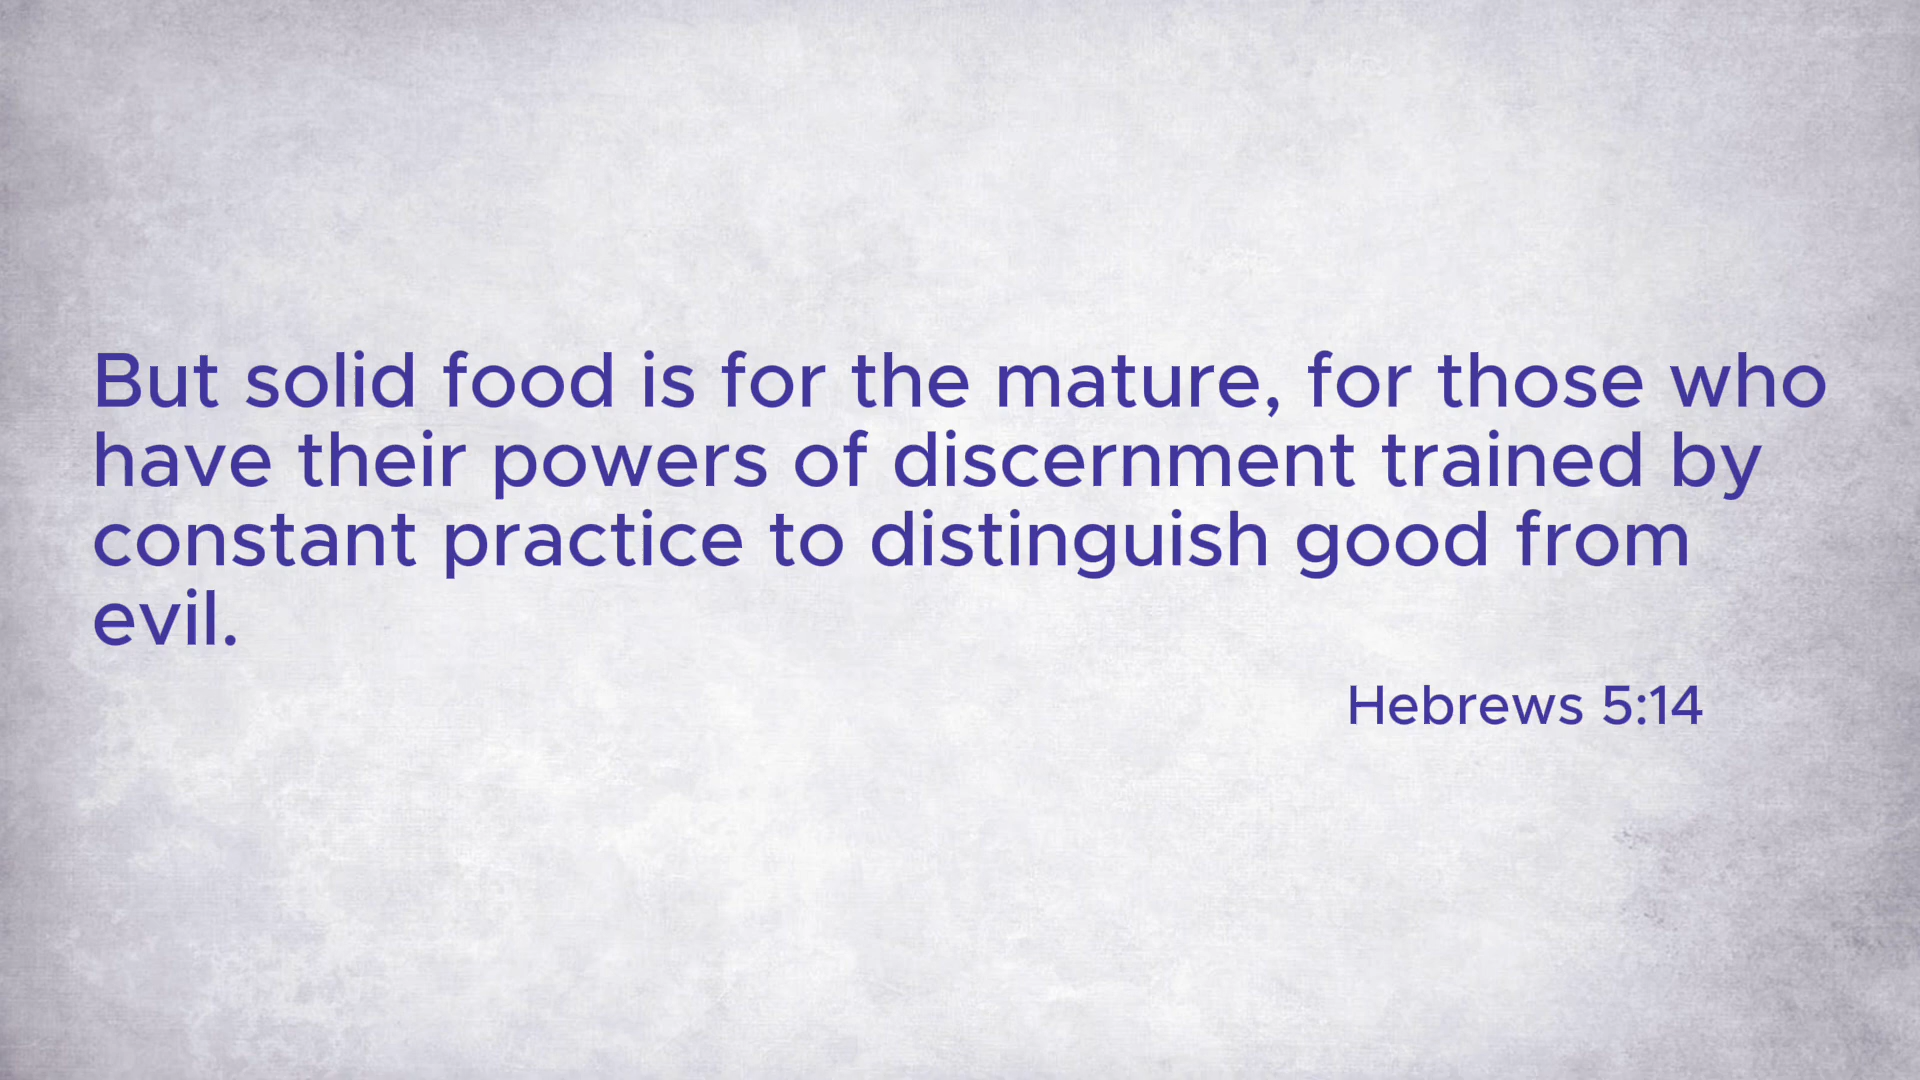 But solid food is for the mature, for those who
have their powers of discernment trained by
constant practice to distinguish good from
evil.
Hebrews 5:14